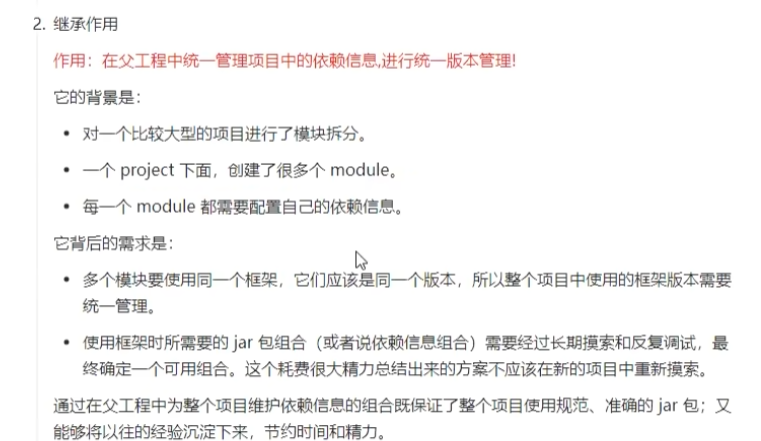 2. 继承作用
作用：在父工程中统一管理项目中的依赖信息,进行统一版本管理!
它的背景是：
• 对一个比较大型的项目进行了模块拆分。
• 一个 project 下面，创建了很多个 module。
• 每一个 module 都需要配置自己的依赖信息。
它背后的需求是：
• 多个模块要使用同一个框架，它们应该是同一个版本，所以整个项目中使用的框架版本需要
统一管理。
• 使用框架时所需要的 jar 包组合（或者说依赖信息组合）需要经过长期摸索和反复调试，最
终确定一个可用组合。这个耗费很大精力总结出来的方案不应该在新的项目中重新摸索。
通过在父工程中为整个项目维护依赖信息的组合既保证了整个项目使用规范、准确的 jar 包；又
能够将以往的经验沉淀下来，节约时间和精力。